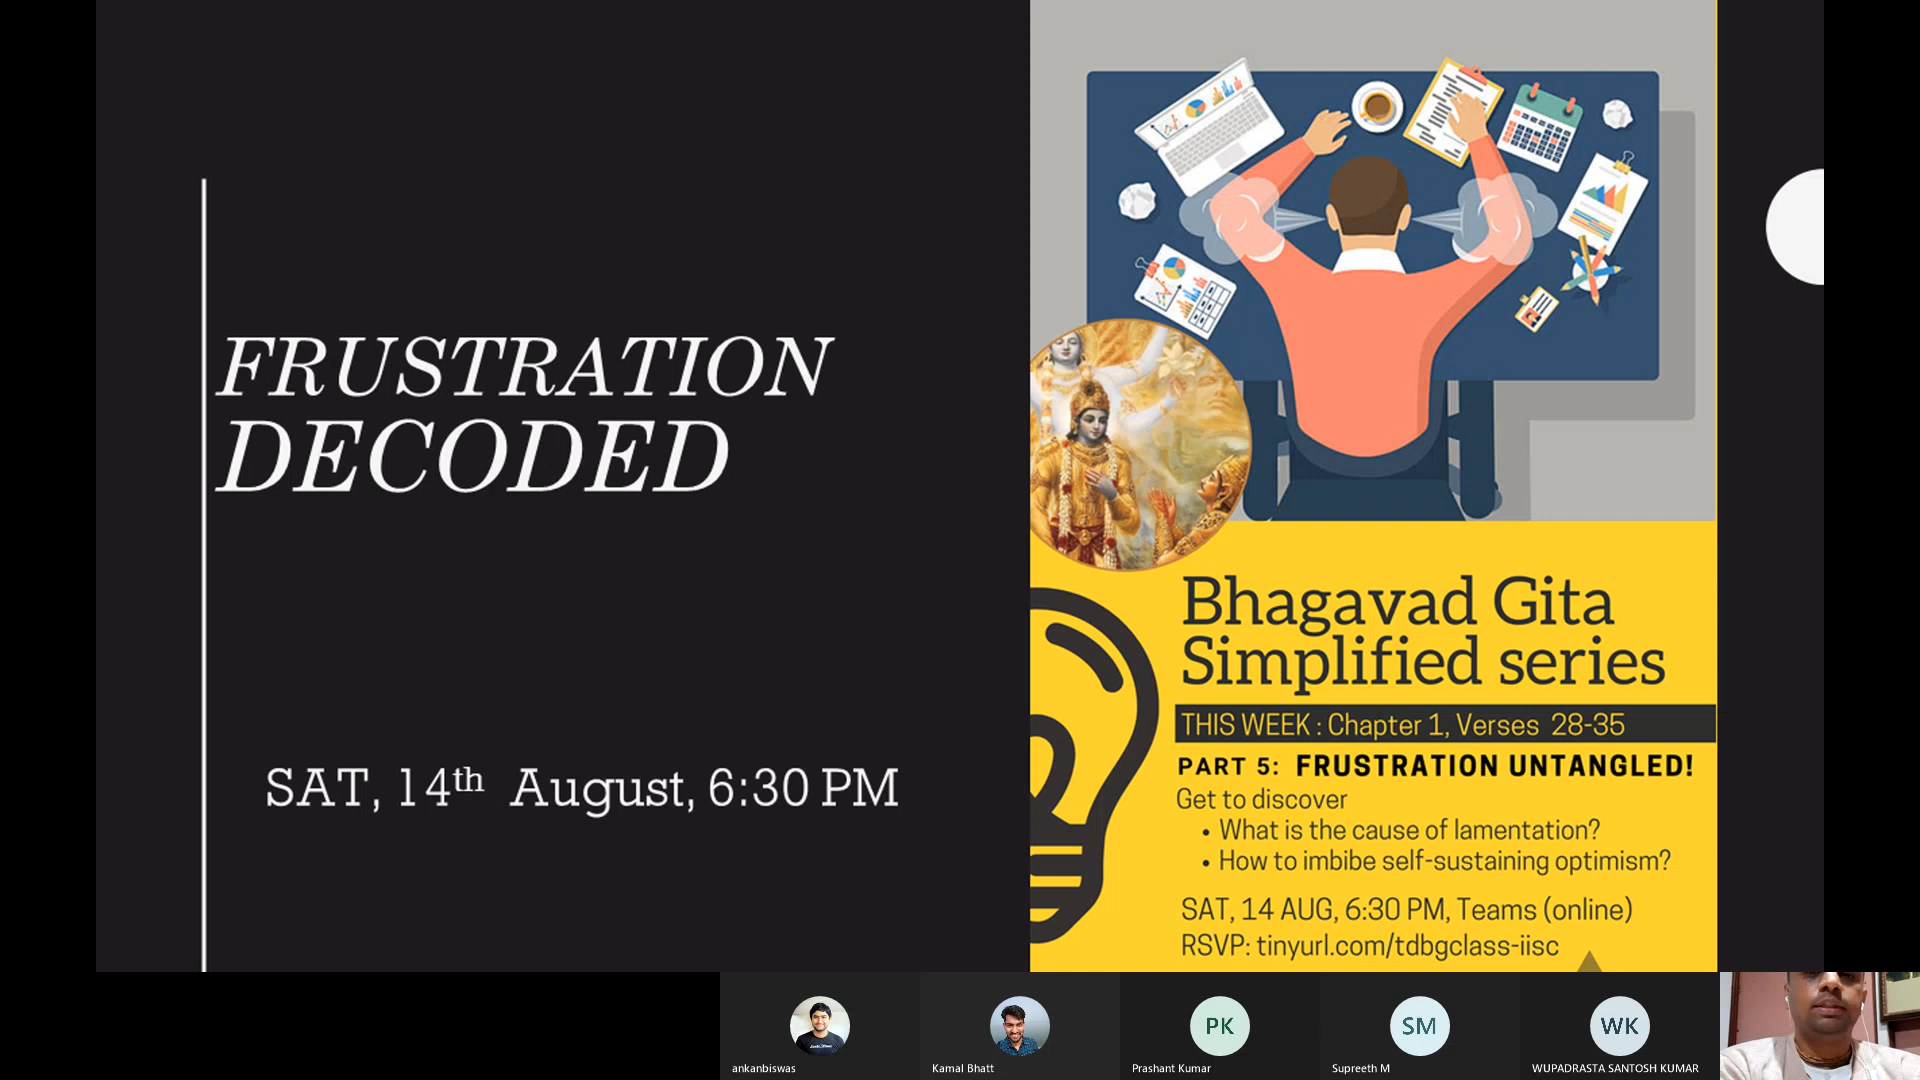 FRUSTRATION
DECODED
SAT, 14th August, 6:30 PM
Bhagavad Gita
Simplified series
THIS WEEK : Chapter 1, Verses 28-35
PART 5: FRUSTRATION UNTANGLED!
Get to discover
• What is the cause of lamentation?
• How to imbibe self-sustaining optimism?
SAT, 14 AUG, 6:30 PM, Teams (online)
RSVP: tinyurl.com/tdbgclass-iisc
PK
SM
WK
ankanbiswas
Kamal Bhatt
Prashant Kumar
Supreeth M
WUPADRASTA SANTOSH KUMAR